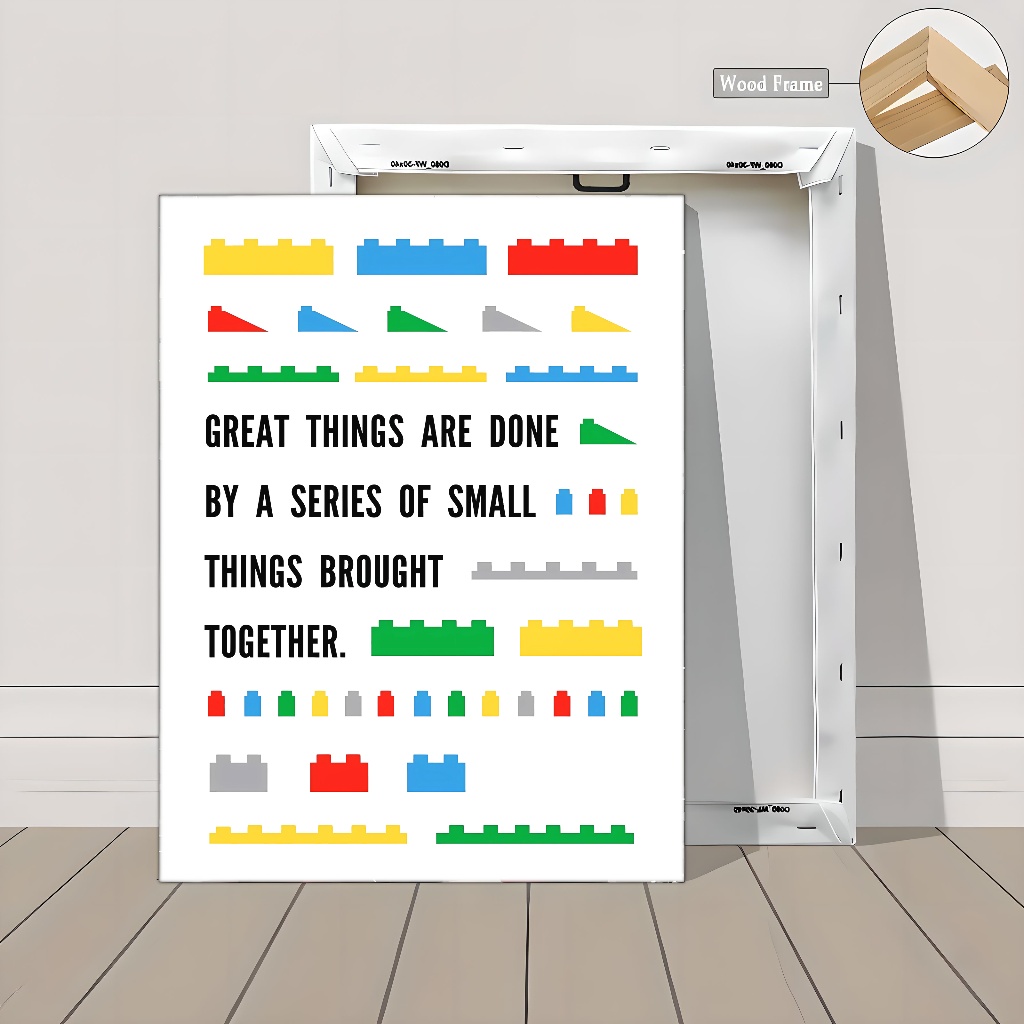 Wood Frame
GREAT THINGS ARE DONE
BY A SERIES OF SMALL
THINGS BROUGHT
TOGETHER.